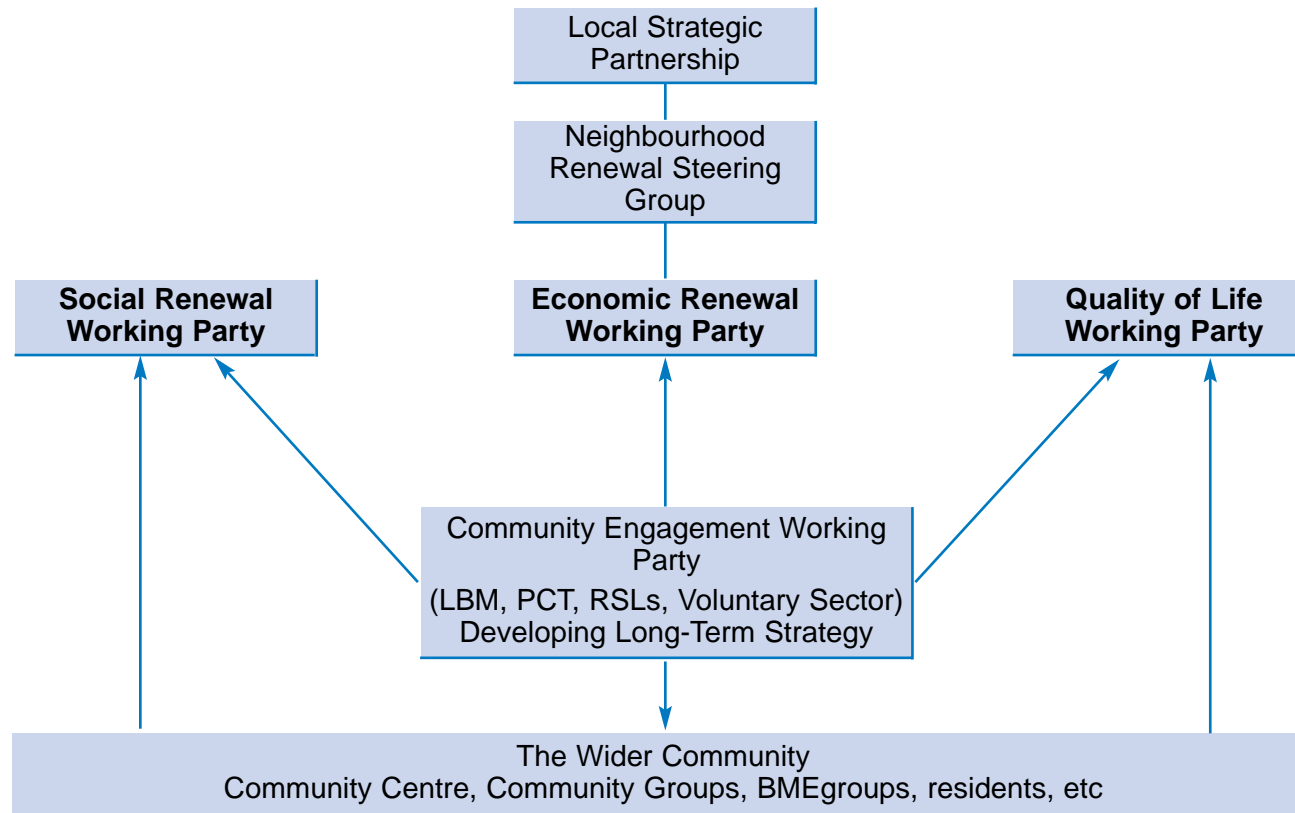 Local Strategic
Partnership
Neighbourhood
Renewal Steering
Group
Social Renewal
Working Party
Economic Renewal
Working Party
Quality of Life
Working Party
Community Engagement Working
Party
(LBM, PCT, RSLs, Voluntary Sector)
Developing Long-Term Strategy
The Wider Community
Community Centre, Community Groups, BMEgroups, residents, etc